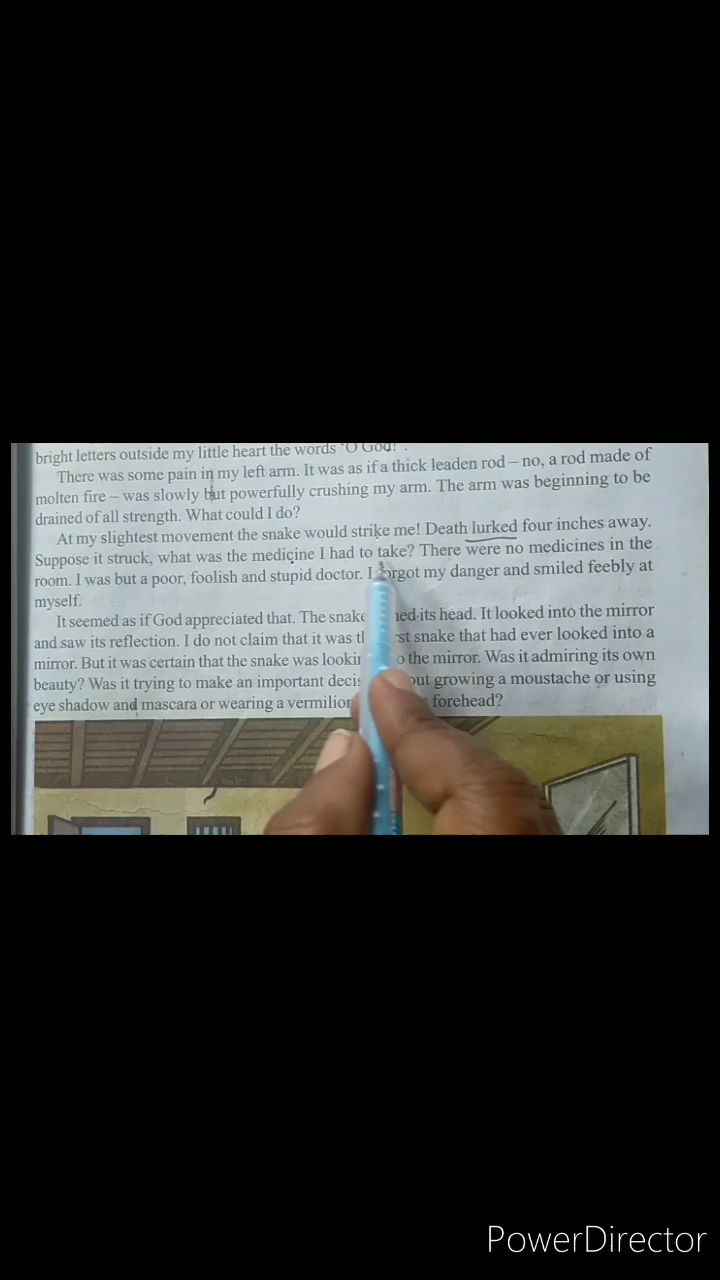 bright letters outside my little heart the words 'O God!'.
There was some pain in my left arm. It was as if a thick leaden rod – no, a rod made of
molten fire – was slowly but powerfully crushing my arm. The arm was beginning to be
drained of all strength. What could I do?
At my slightest movement the snake would strike me! Death lurked four inches away.
Suppose it struck, what was the medicine I had to take? There were no medicines in the
room. I was but a poor, foolish and stupid doctor. I forgot my danger and smiled feebly at
myself.
It seemed as if God appreciated that. The snake its head. It looked into the mirror
and saw its reflection. I do not claim that it was snake that had ever looked into a
mirror. But it was certain that the snake was the mirror. Was it admiring its own
beauty? Was it trying to make an important growing a moustache or using
eye shadow and mascara or wearing a vermilion forehead?
PowerDirector